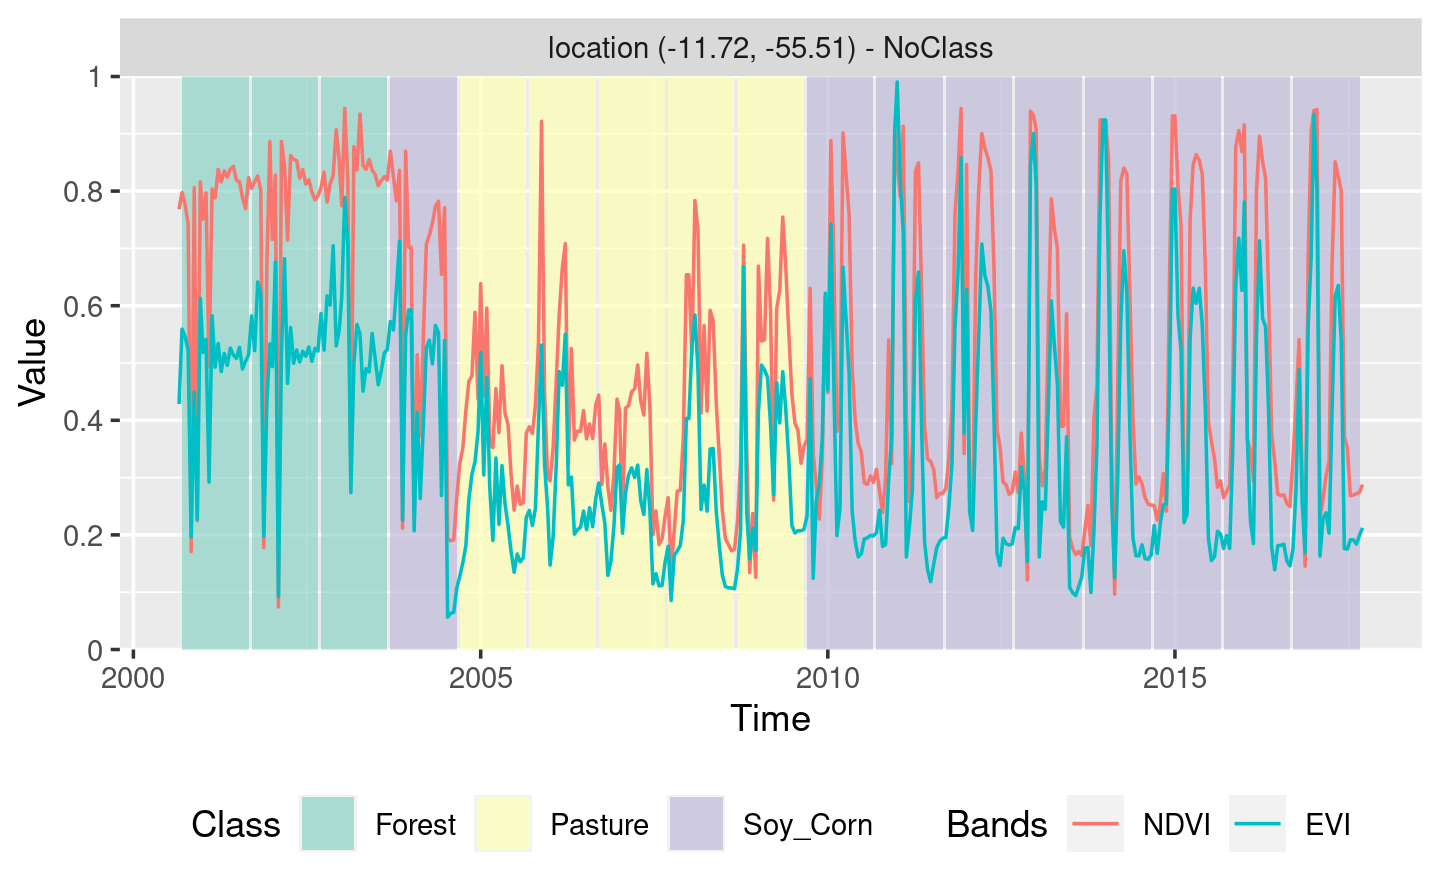 location (-11.72, -55.51) - NoClass
1
0.8
0.6
0.4
0.2
0
Value
2000 2005 2010 2015
Time
Class Forest Pasture Soy_Corn Bands NDVI EVI